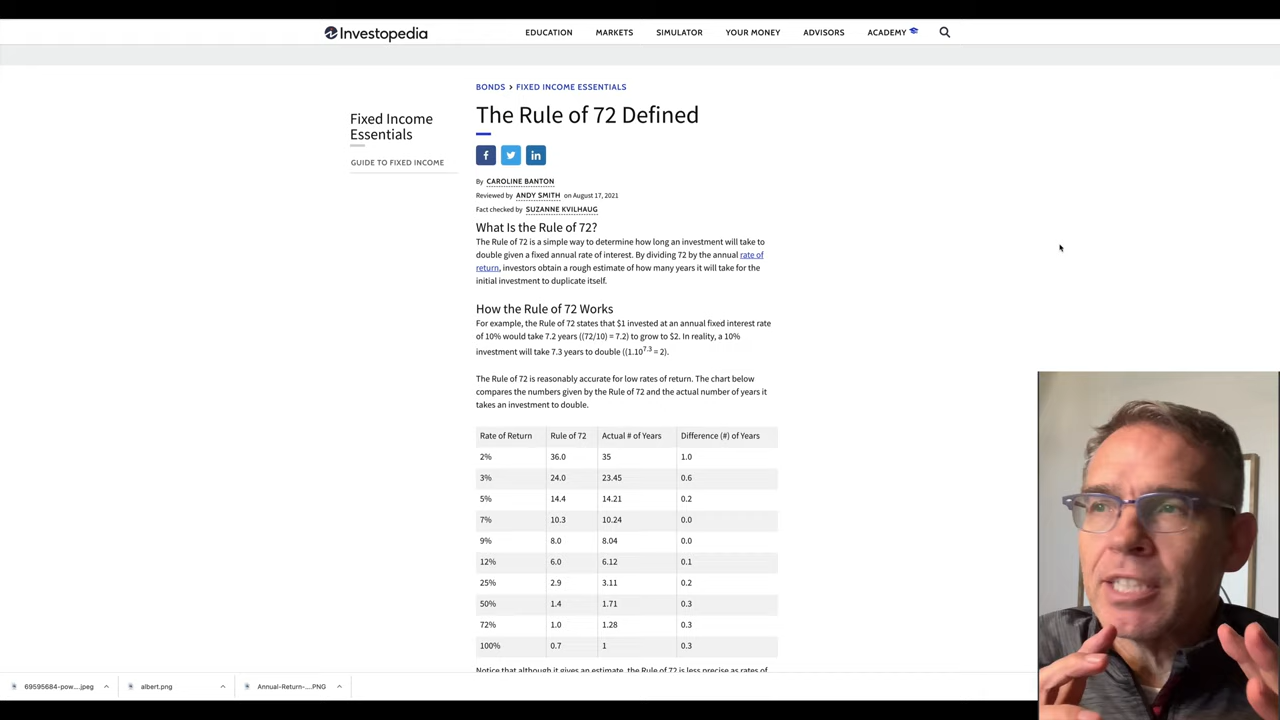 Investopedia
EDUCATION MARKETS SIMULATOR YOUR MONEY ADVISORS ACADEMY
BONDS > FIXED INCOME ESSENTIALS
Fixed Income
Essentials
GUIDE TO FIXED INCOME
The Rule of 72 Defined
f in
By CAROLINE BANTON
Reviewed by ANDY SMITH on August 17, 2021
Fact checked by SUZANNE KVILHAUG
What Is the Rule of 72?
The Rule of 72 is a simple way to determine how long an investment will take to
double given a fixed annual rate of interest. By dividing 72 by the annual rate of
return, investors obtain a rough estimate of how many years it will take for the
initial investment to duplicate itself.
How the Rule of 72 Works
For example, the Rule of 72 states that $1 invested at an annual fixed interest rate
of 10% would take 7.2 years ((72/10) = 7.2) to grow to $2. In reality, a 10%
investment will take 7.3 years to double ((1.10^7.3 = 2).
The Rule of 72 is reasonably accurate for low rates of return. The chart below
compares the numbers given by the Rule of 72 and the actual number of years it
takes an investment to double.
Rate of Return Rule of 72 Actual # of Years Difference (#) of Years
2% 36.0 35 1.0
3% 24.0 23.45 0.6
5% 14.4 14.21 0.2
7% 10.3 10.24 0.0
9% 8.0 8.04 0.0
12% 6.0 6.12 0.1
25% 2.9 3.11 0.2
50% 1.4 1.71 0.3
72% 1.0 1.28 0.3
100% 0.7 1 0.3
Notice that although it gives an estimate, the Rule of 72 is less precise as rates of
69595684-pow....jpeg albert.png Annual-Return-....PNG